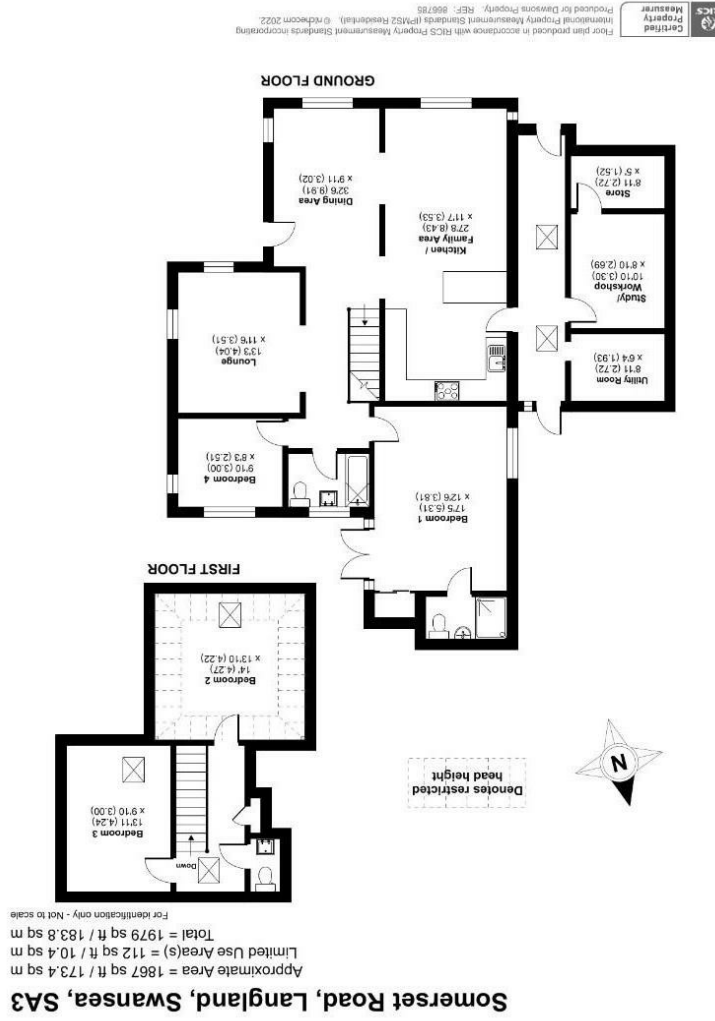 Somerset Road, Langland, Swansea, SA3
Approximate Area = 1867 sq ft / 173.4 sq m
Limited Use Area(s) = 112 sq ft / 10.4 sq m
Total = 1979 sq ft / 183.8 sq m
For identification only - Not to scale
Down
Bedroom 3
13'11 (4.24)
x 9'10 (3.00)
Denotes restricted
head height
N
Bedroom 2
14' (4.27)
x 13'10 (4.22)
FIRST FLOOR
Bedroom 1
17'5 (5.31)
x 12'6 (3.81)
Bedroom 4
9'10 (3.00)
x 8'3 (2.51)
Utility Room
8'11 (2.72)
x 6'4 (1.93)
Lounge
13'3 (4.04)
x 11'6 (3.51)
Study/
Workshop
10'10 (3.30)
x 8'10 (2.69)
Kitchen /
Family Area
27'8 (8.43)
x 11'7 (3.53)
Dining Area
32'6 (9.91)
x 9'11 (3.02)
Store
8'11 (2.72)
x 5' (1.52)
GROUND FLOOR
Certified
Property
Measurer
RICS
Floor plan produced in accordance with RICS Property Measurement Standards incorporating
International Property Measurement Standards (IPMS2 Residential). © nichecom 2022.
Produced for Dawsons Property. REF: 866785